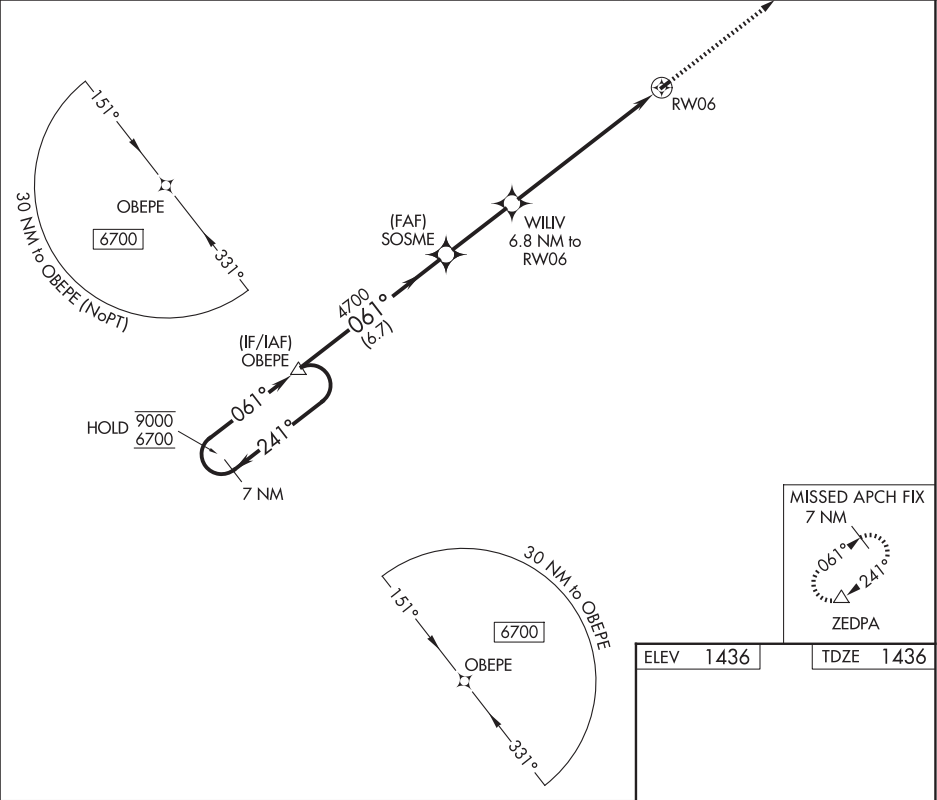 151°
OBEPE
6700
331°
30 NM to OBEPE (NoPT)
RW06
(FAF)
SOSME
WILIV
6.8 NM to
RW06
4700
061°
(6.7)
(IF/IAF)
OBEPE
061°
241°
HOLD 9000
6700
7 NM
MISSED APCH FIX
7 NM
061°
241°
ZEDPA
30 NM to OBEPE
151°
6700
OBEPE
331°
ELEV 1436
TDZE 1436